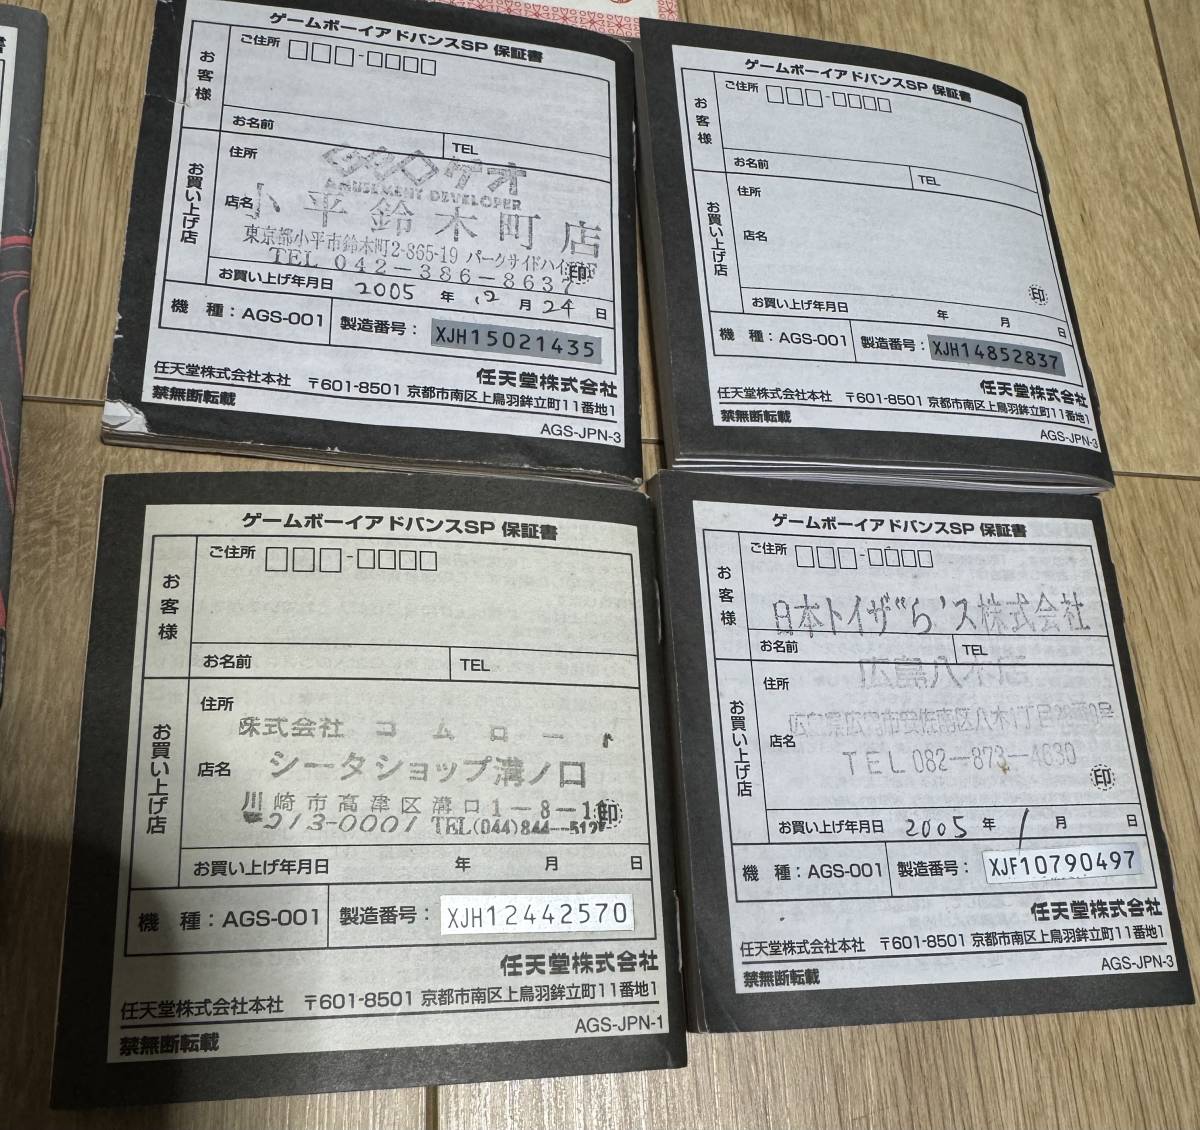 ゲームボーイアドバンスSP 保証書
お客様
ご住所 □□□-□□□□
お名前
TEL
お買い上げ店
住所
ゲオ
AMUSEMENT DEVELOPER
店名
小平鈴木町店
東京都小平市鈴木町2-865-19 パークサイドハイ
TEL 042-386-8637
印
お買い上げ年月日 2005 年 12 月 24 日
機 種：AGS-001
製造番号：
XJH15021435
任天堂株式会社
任天堂株式会社本社 〒601-8501 京都市南区上鳥羽鉾立町11番地1
禁無断転載
AGS-JPN-3
ゲームボーイアドバンスSP 保証書
お客様
ご住所 □□□-□□□□
お名前
TEL
お買い上げ店
住所
店名
印
お買い上げ年月日 年 月 日
機 種：AGS-001
製造番号：
XJH14852837
任天堂株式会社
任天堂株式会社本社 〒601-8501 京都市南区上鳥羽鉾立町11番地1
禁無断転載
AGS-JPN-3
ゲームボーイアドバンスSP 保証書
お客様
ご住所 □□□-□□□□
お名前
TEL
お買い上げ店
住所
株式会社 コムロード
店名
シータショップ溝ノ口
川崎市高津区溝口1-8-1
213-0001 TEL(044)844-512
印
お買い上げ年月日 年 月 日
機 種：AGS-001
製造番号：
XJH12442570
任天堂株式会社
任天堂株式会社本社 〒601-8501 京都市南区上鳥羽鉾立町11番地1
禁無断転載
AGS-JPN-1
ゲームボーイアドバンスSP 保証書
お客様
ご住所 □□□-□□□□
日本トイザらス株式会社
お名前
TEL
広島八木店
お買い上げ店
住所
広島県広島市安佐南区八木1丁目
店名
TEL 082-873-4630
印
お買い上げ年月日 2005 年 1 月 日
機 種：AGS-001
製造番号：
XJF10790497
任天堂株式会社
任天堂株式会社本社 〒601-8501 京都市南区上鳥羽鉾立町11番地1
禁無断転載
AGS-JPN-3